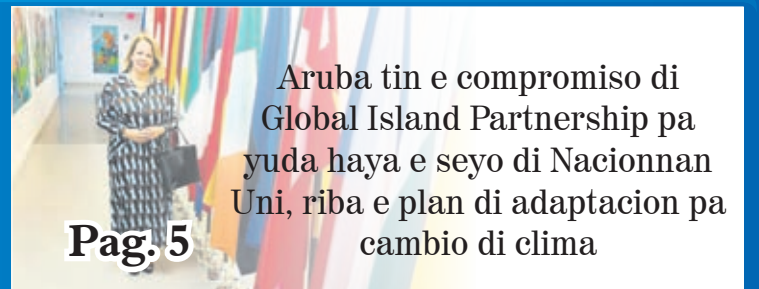 Aruba tin e compromiso di
Global Island Partnership pa
yuda haya e seyo di Nacionnan
Uni, riba e plan di adaptacion pa
cambio di clima
Pag. 5